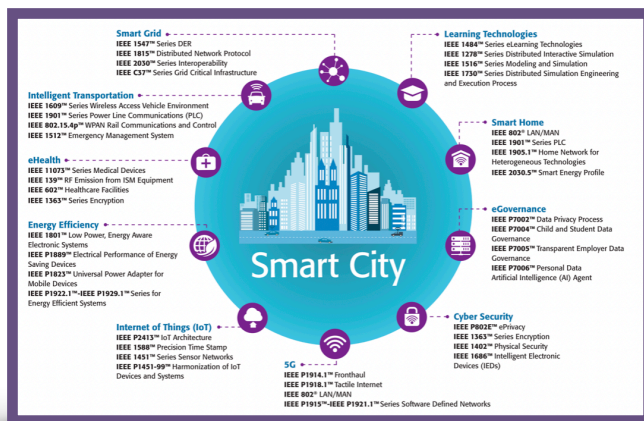 Smart Grid
IEEE 1547™ Series DER
IEEE 1815™ Distributed Network Protocol
IEEE 2030™ Series Interoperability
IEEE C37™ Series Grid Critical Infrastructure
Learning Technologies
IEEE 1484™ Series eLearning Technologies
IEEE 1278™ Series Distributed Interactive Simulation
IEEE 1516™ Series Modeling and Simulation
IEEE 1730™ Series Distributed Simulation Engineering
and Execution Process
Intelligent Transportation
IEEE 1609™ Series Wireless Access Vehicle Environment
IEEE 1901™ Series Power Line Communications (PLC)
IEEE 802.15.4p™ WPAN Rail Communications and Control
IEEE 1512™ Emergency Management System
Smart Home
IEEE 802® LAN/MAN
IEEE 1901™ Series PLC
IEEE 1905.1™ Home Network for
Heterogeneous Technologies
IEEE 2030.5™ Smart Energy Profile
eHealth
IEEE 11073™ Series Medical Devices
IEEE 139™ RF Emission from ISM Equipment
IEEE 602™ Healthcare Facilities
IEEE 1363™ Series Encryption
eGovernance
IEEE P7002™ Data Privacy Process
IEEE P7004™ Child and Student Data
Governance
IEEE P7005™ Transparent Employer Data
Governance
IEEE P7006™ Personal Data
Artificial Intelligence (AI) Agent
Energy Efficiency
IEEE 1801™ Low Power, Energy Aware
Electronic Systems
IEEE P1889™ Electrical Performance of Energy
Saving Devices
IEEE P1823™ Universal Power Adapter for
Mobile Devices
IEEE P1922.1™-IEEE P1929.1™ Series for
Energy Efficient Systems
Smart City
Cyber Security
IEEE P802E™ ePrivacy
IEEE 1363™ Series Encryption
IEEE 1402™ Physical Security
IEEE 1686™ Intelligent Electronic
Devices (IEDs)
Internet of Things (IoT)
IEEE P2413™ IoT Architecture
IEEE 1588™ Precision Time Stamp
IEEE 1451™ Series Sensor Networks
IEEE P1451-99™ Harmonization of IoT
Devices and Systems
5G
IEEE P1914.1™ Fronthaul
IEEE P1918.1™ Tactile Internet
IEEE 802® LAN/MAN
IEEE P1915™-IEEE P1921.1™ Series Software Defined Networks